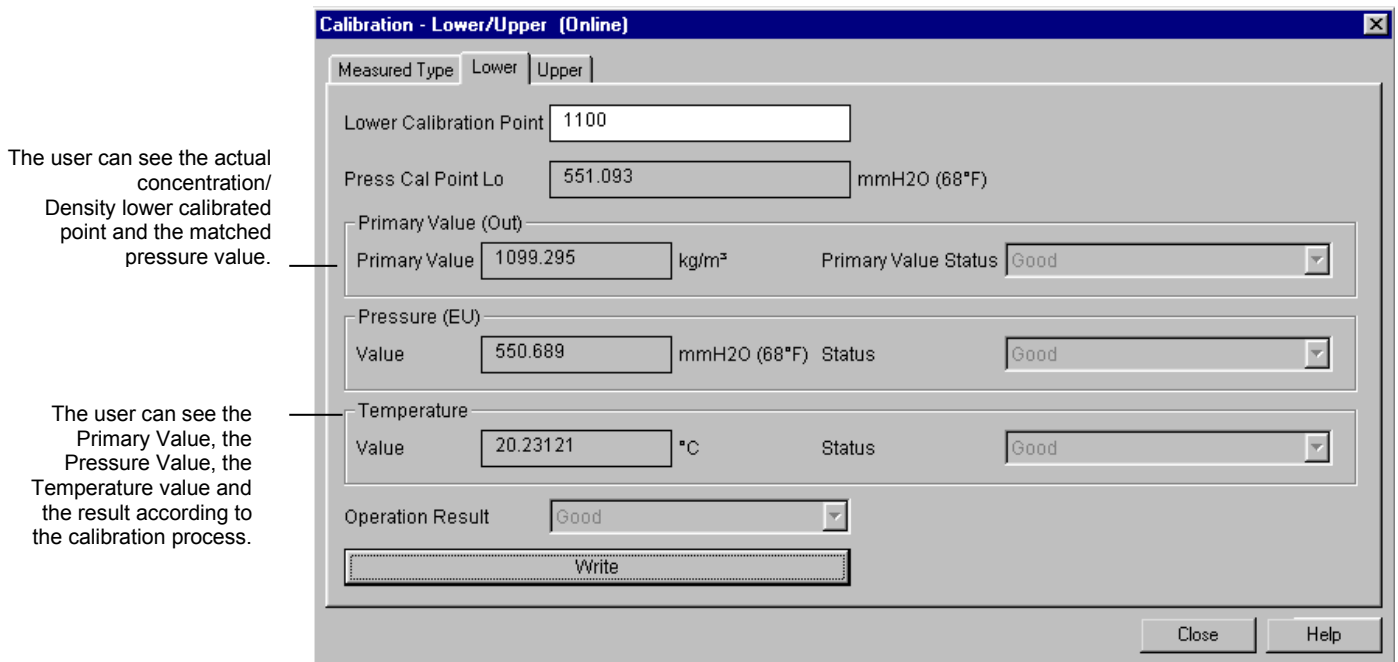 Calibration - Lower/Upper (Online)
Measured Type Lower Upper
Lower Calibration Point 1100
Press Cal Point Lo 551.093 mmH2O (68°F)
Primary Value (Out)
Primary Value 1099.295 kg/m³ Primary Value Status Good
Pressure (EU)
Value 550.689 mmH2O (68°F) Status Good
Temperature
Value 20.23121 °C Status Good
Operation Result Good
Write
Close Help
The user can see the actual
concentration/
Density lower calibrated
point and the matched
pressure value.
The user can see the
Primary Value, the
Pressure Value, the
Temperature value and
the result according to
the calibration process.